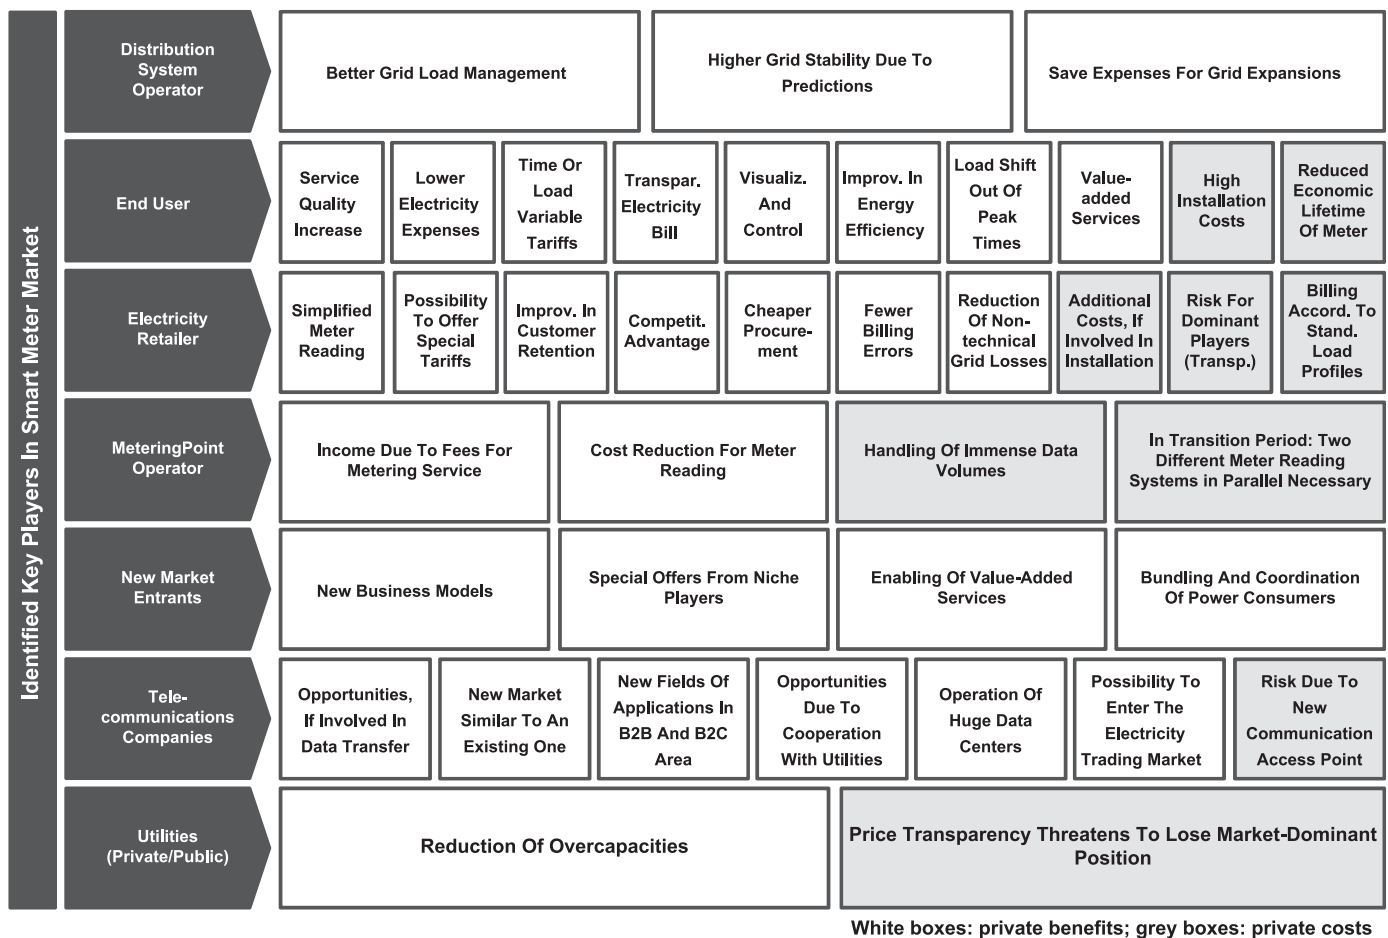 Identified Key Players In Smart Meter Market
Distribution
System
Operator
Better Grid Load Management
Higher Grid Stability Due To
Predictions
Save Expenses For Grid Expansions
End User
Service
Quality
Increase
Lower
Electricity
Expenses
Time Or
Load
Variable
Tariffs
Transpar.
Electricity
Bill
Visualiz.
And
Control
Improv. In
Energy
Efficiency
Load Shift
Out Of
Peak
Times
Value-
added
Services
High
Installation
Costs
Reduced
Economic
Lifetime
Of Meter
Electricity
Retailer
Simplified
Meter
Reading
Possibility
To Offer
Special
Tariffs
Improv. In
Customer
Retention
Competit.
Advantage
Cheaper
Procure-
ment
Fewer
Billing
Errors
Reduction
Of Non-
technical
Grid Losses
Additional
Costs, If
Involved In
Installation
Risk For
Dominant
Players
(Transp.)
Billing
Accord. To
Stand.
Load
Profiles
MeteringPoint
Operator
Income Due To Fees For
Metering Service
Cost Reduction For Meter
Reading
Handling Of Immense Data
Volumes
In Transition Period: Two
Different Meter Reading
Systems in Parallel Necessary
New Market
Entrants
New Business Models
Special Offers From Niche
Players
Enabling Of Value-Added
Services
Bundling And Coordination
Of Power Consumers
Tele-
communications
Companies
Opportunities,
If Involved In
Data Transfer
New Market
Similar To An
Existing One
New Fields Of
Applications In
B2B And B2C
Area
Opportunities
Due To
Cooperation
With Utilities
Operation Of
Huge Data
Centers
Possibility To
Enter The
Electricity
Trading Market
Risk Due To
New
Communication
Access Point
Utilities
(Private/Public)
Reduction Of Overcapacities
Price Transparency Threatens To Lose Market-Dominant
Position
White boxes: private benefits; grey boxes: private costs